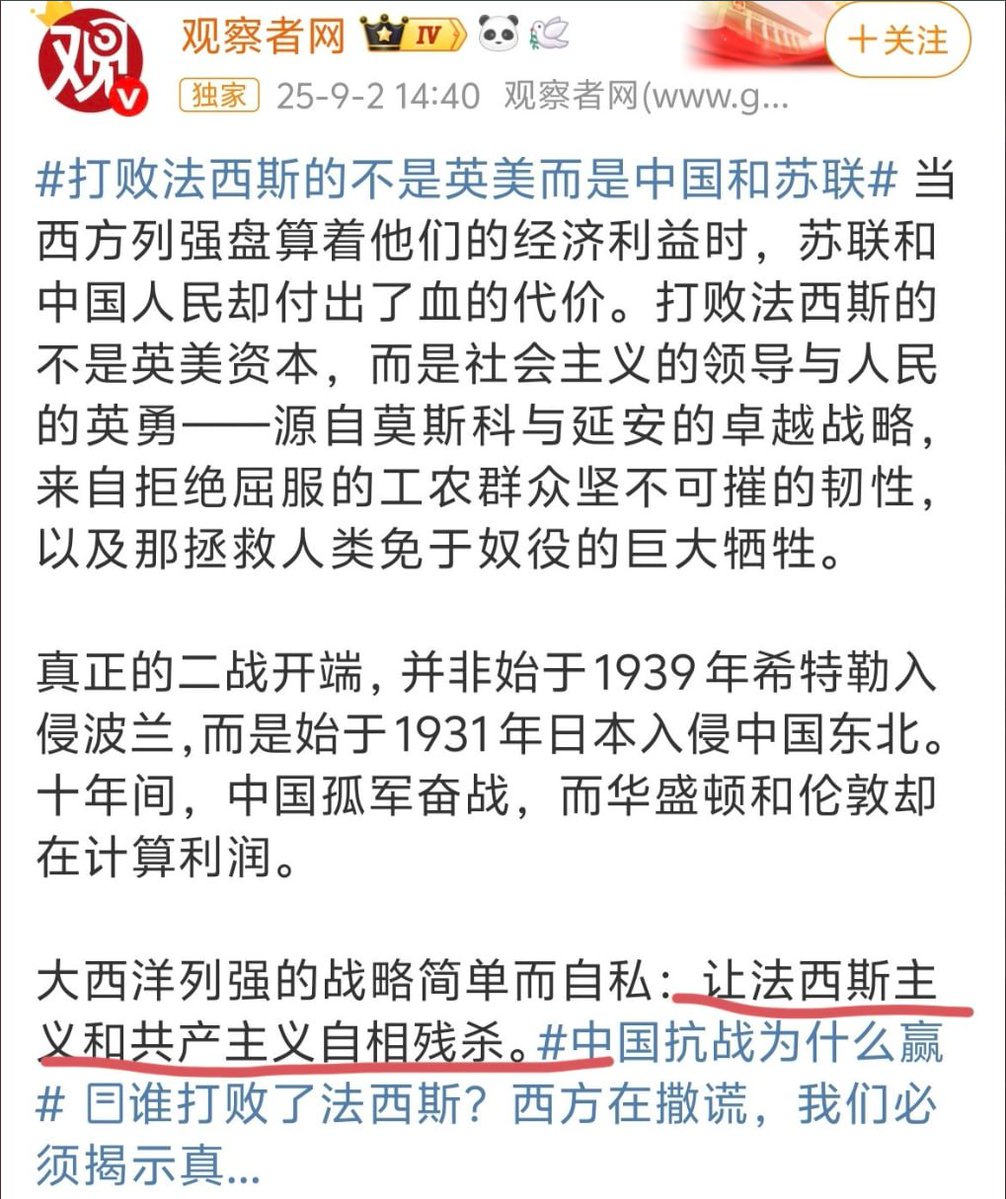 观
观察者网 IV
V
+关注
独家 25-9-2 14:40 观察者网(www.g...
#打败法西斯的不是英美而是中国和苏联# 当
西方列强盘算着他们的经济利益时，苏联和
中国人民却付出了血的代价。打败法西斯的
不是英美资本，而是社会主义的领导与人民
的英勇——源自莫斯科与延安的卓越战略，
来自拒绝屈服的工农群众坚不可摧的韧性，
以及那拯救人类免于奴役的巨大牺牲。
真正的二战开端，并非始于1939年希特勒入
侵波兰,而是始于1931年日本入侵中国东北。
十年间，中国孤军奋战，而华盛顿和伦敦却
在计算利润。
大西洋列强的战略简单而自私：让法西斯主
义和共产主义自相残杀。#中国抗战为什么赢
# 谁打败了法西斯？西方在撒谎，我们必
须揭示真...